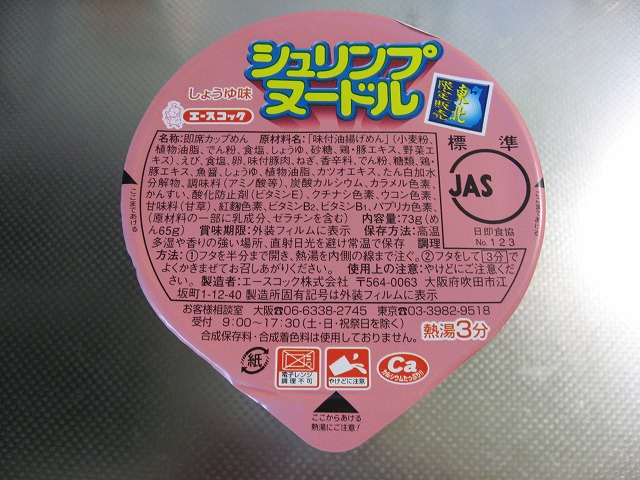 シュリンプ
ヌードル
しょうゆ味
エースコック
東北
限定販売
標準
JAS
日即食協
No.123
名称:即席カップめん 原材料名:「味付油揚げめん」(小麦粉、
植物油脂、でん粉、食塩、しょうゆ、砂糖、鶏・豚エキス、野菜エ
キス)、えび、食塩、卵、味付豚肉、ねぎ、香辛料、でん粉、糖類、鶏・
豚エキス、魚醤、しょうゆ、植物油脂、カツオエキス、たん白加水
分解物、調味料(アミノ酸等)、炭酸カルシウム、カラメル色素、
かんすい、酸化防止剤(ビタミンE)、クチナシ色素、ウコン色素、
甘味料(甘草)、紅麹色素、ビタミンB₂、ビタミンB₁、パプリカ色素、
(原材料の一部に乳成分、ゼラチンを含む) 内容量:73g(め
ん65g) 賞味期限:外装フィルムに表示 保存方法:高温
多湿や香りの強い場所、直射日光を避け常温で保存 調理
方法:①フタを半分まで開き、熱湯を内側の線まで注ぐ。②フタをして3分で
よくかきまぜてお召しあがりください。 使用上の注意:やけどにご注意くだ
さい。 製造者:エースコック株式会社 〒564-0063 大阪府吹田市江
坂町1-12-40 製造所固有記号は外装フィルムに表示
お客様相談室 大阪☎06-6338-2745 東京☎03-3982-9518
受付 9:00~17:30(土・日・祝祭日を除く)
合成保存料・合成着色料は使用しておりません。
熱湯3分
紙
電子レンジ
調理不可
やけどに注意
Ca
カルシウムたっぷり!!
ここまであける
ここまであける
ここからあける
熱湯にご注意!